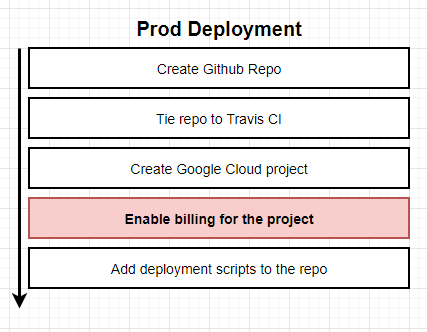 Prod Deployment
Create Github Repo
Tie repo to Travis CI
Create Google Cloud project
Enable billing for the project
Add deployment scripts to the repo